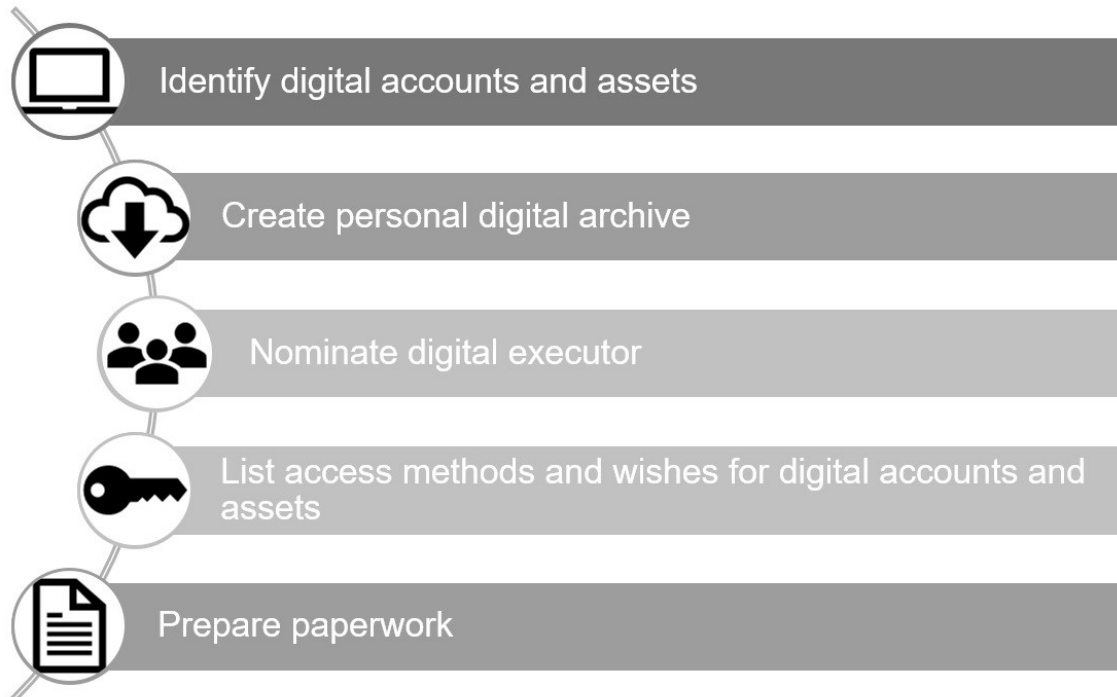 Identify digital accounts and assets
Create personal digital archive
Nominate digital executor
List access methods and wishes for digital accounts and
assets
Prepare paperwork